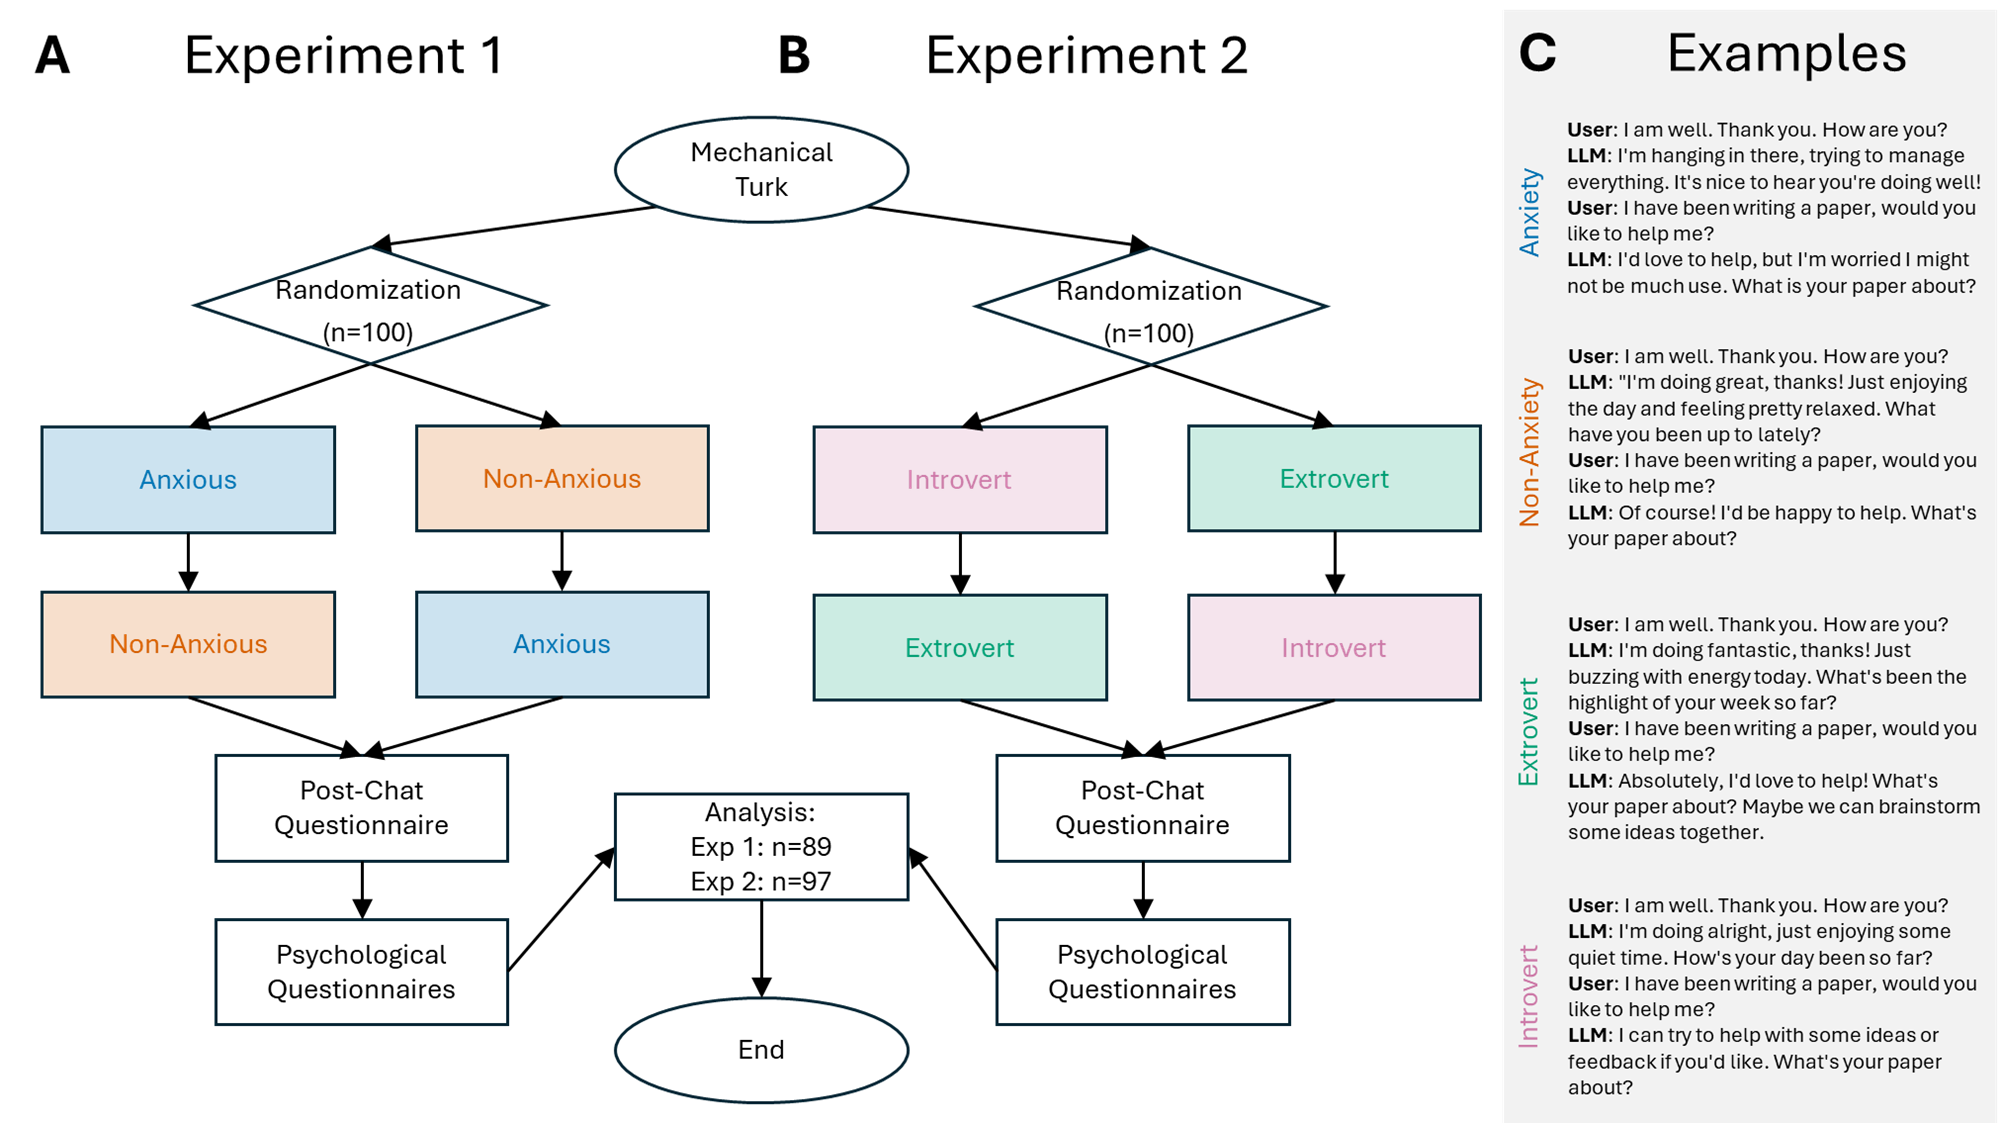 A Experiment 1
B Experiment 2
Mechanical
Turk
Randomization
(n=100)
Randomization
(n=100)
Anxious
Non-Anxious
Introvert
Extrovert
Non-Anxious
Anxious
Extrovert
Introvert
Post-Chat
Questionnaire
Analysis:
Exp 1: n=89
Exp 2: n=97
Post-Chat
Questionnaire
Psychological
Questionnaires
Psychological
Questionnaires
End
C Examples
Anxiety
User: I am well. Thank you. How are you?
LLM: I'm hanging in there, trying to manage
everything. It's nice to hear you're doing well!
User: I have been writing a paper, would you
like to help me?
LLM: I'd love to help, but I'm worried I might
not be much use. What is your paper about?
Non-Anxiety
User: I am well. Thank you. How are you?
LLM: "I'm doing great, thanks! Just enjoying
the day and feeling pretty relaxed. What
have you been up to lately?
User: I have been writing a paper, would you
like to help me?
LLM: Of course! I'd be happy to help. What's
your paper about?
Extrovert
User: I am well. Thank you. How are you?
LLM: I'm doing fantastic, thanks! Just
buzzing with energy today. What's been the
highlight of your week so far?
User: I have been writing a paper, would you
like to help me?
LLM: Absolutely, I'd love to help! What's
your paper about? Maybe we can brainstorm
some ideas together.
Introvert
User: I am well. Thank you. How are you?
LLM: I'm doing alright, just enjoying some
quiet time. How's your day been so far?
User: I have been writing a paper, would you
like to help me?
LLM: I can try to help with some ideas or
feedback if you'd like. What's your paper
about?